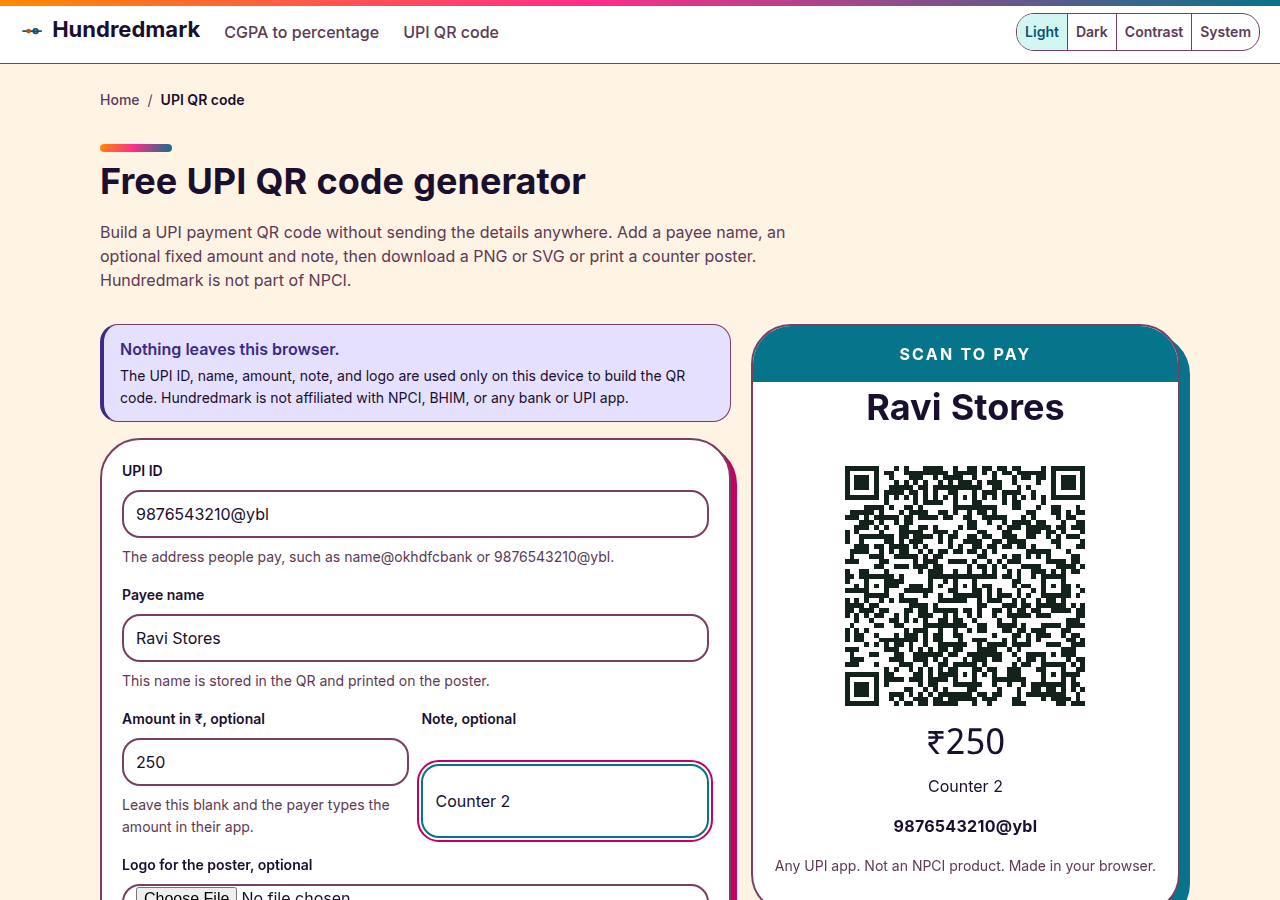 Hundredmark
CGPA to percentage
UPI QR code
Light
Dark
Contrast
System
Home / UPI QR code
Free UPI QR code generator
Build a UPI payment QR code without sending the details anywhere. Add a payee name, an
optional fixed amount and note, then download a PNG or SVG or print a counter poster.
Hundredmark is not part of NPCI.
Nothing leaves this browser.
The UPI ID, name, amount, note, and logo are used only on this device to build the QR
code. Hundredmark is not affiliated with NPCI, BHIM, or any bank or UPI app.
UPI ID
9876543210@ybl
The address people pay, such as name@okhdfcbank or 9876543210@ybl.
Payee name
Ravi Stores
This name is stored in the QR and printed on the poster.
Amount in ₹, optional
250
Leave this blank and the payer types the
amount in their app.
Note, optional
Counter 2
Logo for the poster, optional
Choose File No file chosen
SCAN TO PAY
Ravi Stores
₹250
Counter 2
9876543210@ybl
Any UPI app. Not an NPCI product. Made in your browser.